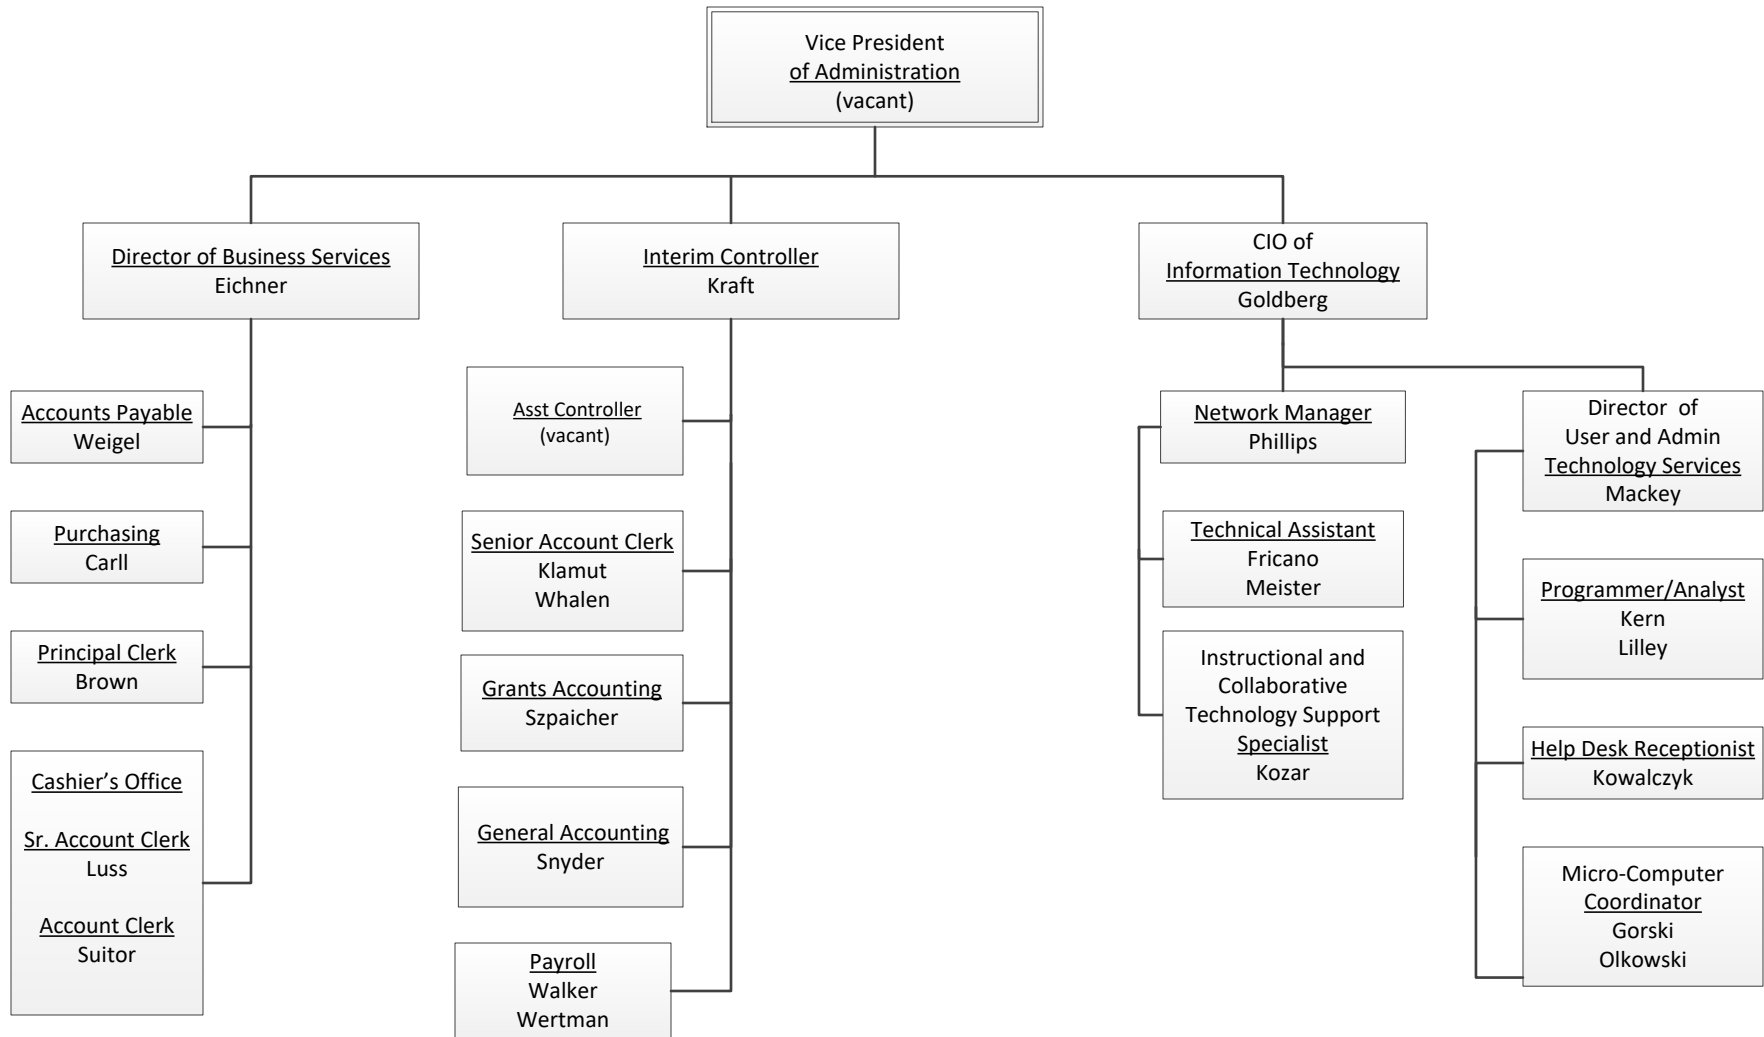 Vice President
of Administration
(vacant)
Director of Business Services
Eichner
Interim Controller
Kraft
CIO of
Information Technology
Goldberg
Accounts Payable
Weigel
Purchasing
Carll
Principal Clerk
Brown
Cashier’s Office
Sr. Account Clerk
Luss
Account Clerk
Suitor
Asst Controller
(vacant)
Senior Account Clerk
Klamut
Whalen
Grants Accounting
Szpaicher
General Accounting
Snyder
Payroll
Walker
Wertman
Network Manager
Phillips
Technical Assistant
Fricano
Meister
Instructional and
Collaborative
Technology Support
Specialist
Kozar
Director of
User and Admin
Technology Services
Mackey
Programmer/Analyst
Kern
Lilley
Help Desk Receptionist
Kowalczyk
Micro-Computer
Coordinator
Gorski
Olkowski